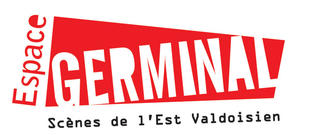 Espace
GERMINAL
Scènes de l'Est Valdoisien